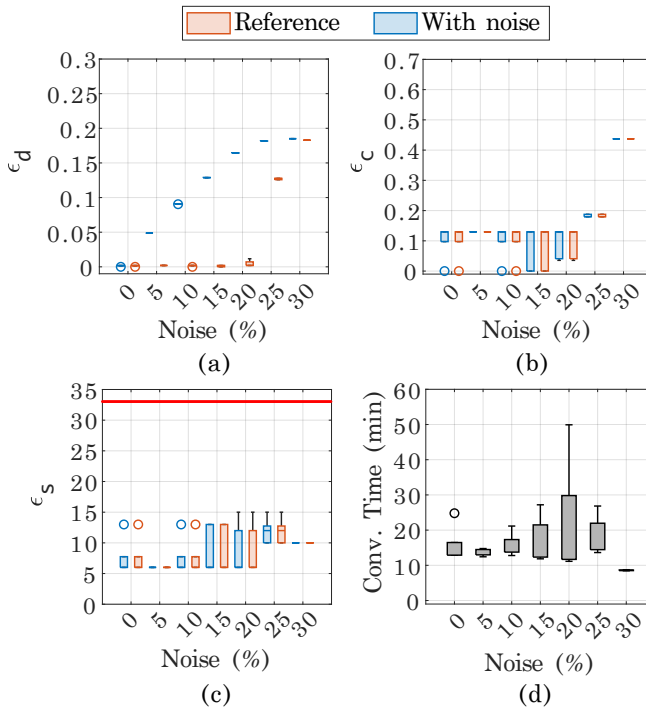 Reference With noise
0.3
0.25
0.2
0.15
0.1
0.05
0
ϵd
0 5 10 15 20 25 30
Noise (%)
(a)
0.7
0.6
0.5
0.4
0.3
0.2
0.1
0
ϵc
0 5 10 15 20 25 30
Noise (%)
(b)
35
33
30
25
20
15
10
5
0
ϵs
0 5 10 15 20 25 30
Noise (%)
(c)
60
50
40
30
20
10
0
Conv. Time (min)
0 5 10 15 20 25 30
Noise (%)
(d)